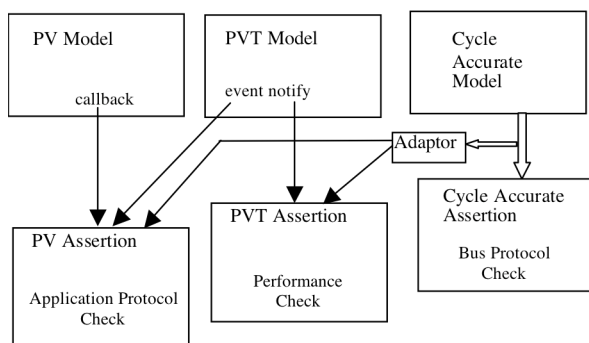 PV Model
callback
PVT Model
event notify
Cycle
Accurate
Model
Adaptor
PV Assertion
Application Protocol
Check
PVT Assertion
Performance
Check
Cycle Accurate
Assertion
Bus Protocol
Check